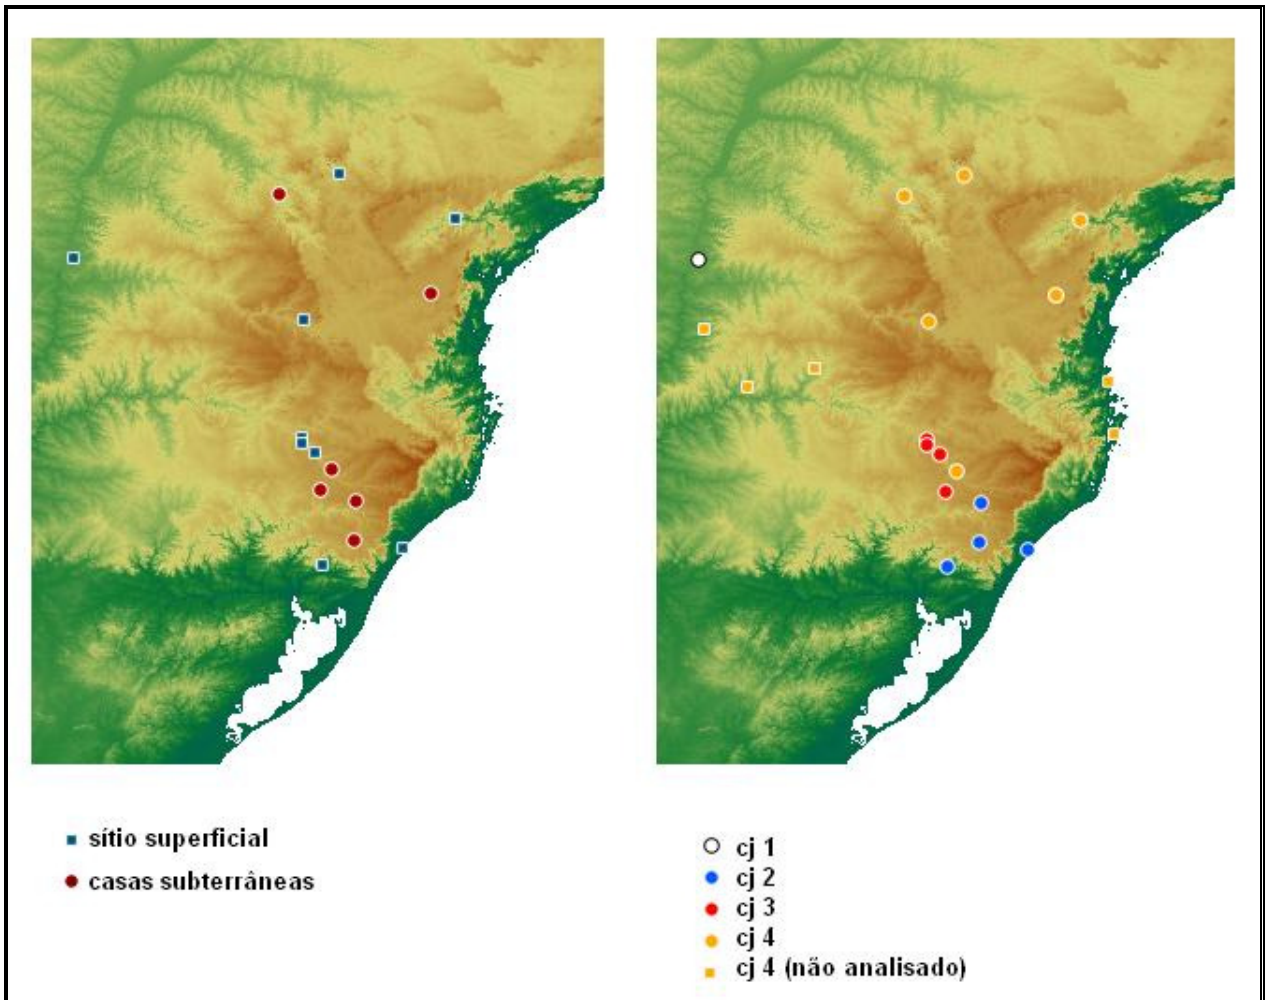 sítio superficial
casas subterrâneas
cj 1
cj 2
cj 3
cj 4
cj 4 (não analisado)